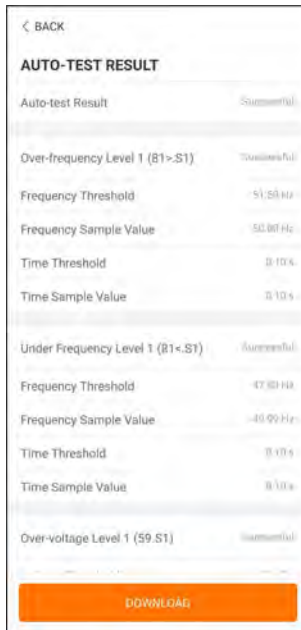 < BACK
AUTO-TEST RESULT
Auto-test Result Successful
Over-frequency Level 1 (81>.S1) Successful
Frequency Threshold 51.50 Hz
Frequency Sample Value 50.00 Hz
Time Threshold 0.10 s
Time Sample Value 0.10 s
Under Frequency Level 1 (81<.S1) Successful
Frequency Threshold
Frequency Sample Value
Time Threshold 0.10 s
Time Sample Value 0.10 s
Over-voltage Level 1 (59.S1) Successful
DOWNLOAD